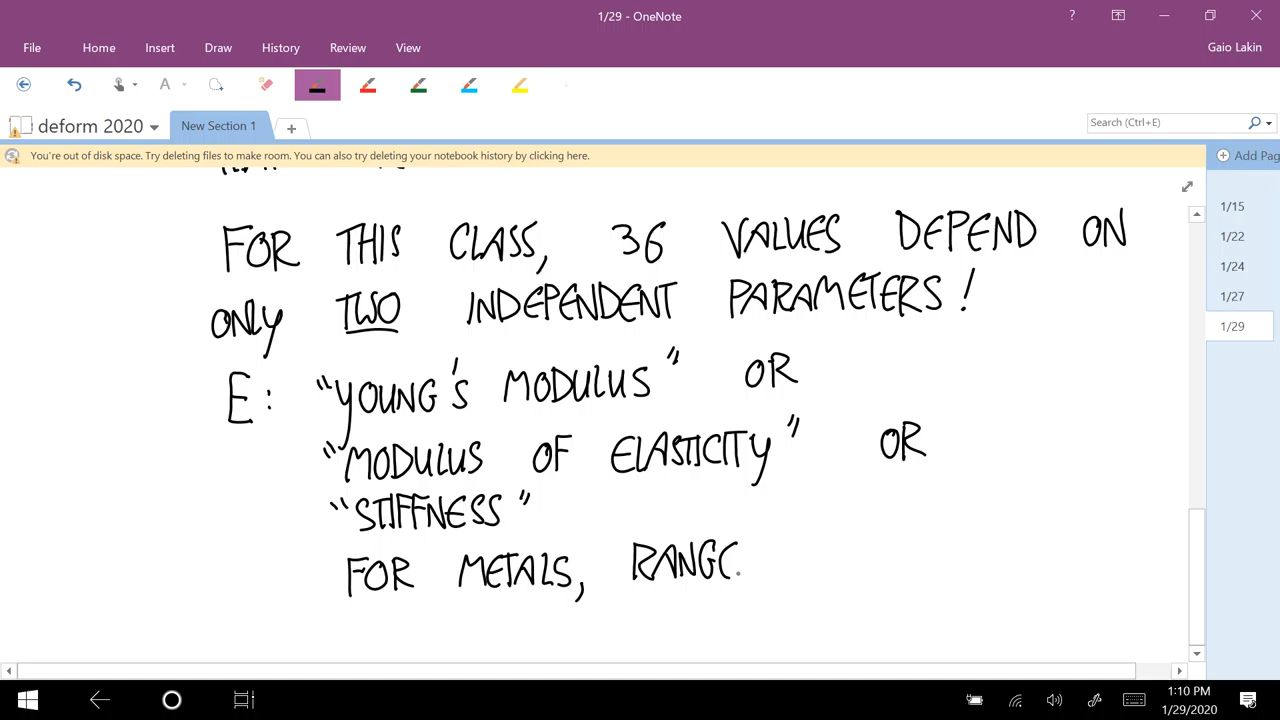 1/29 - OneNote
?
File Home Insert Draw History Review View
Gaio Lakin
A
deform 2020
New Section 1
Search (Ctrl+E)
You're out of disk space. Try deleting files to make room. You can also try deleting your notebook history by clicking here.
Add Pag
1/15
1/22
1/24
1/27
1/29
FOR THIS CLASS, 36 VALUES DEPEND ON
ONLY TWO INDEPENDENT PARAMETERS!
E: "YOUNG'S MODULUS" OR
"MODULUS OF ELASTICITY" OR
"STIFFNESS"
FOR METALS, RANGC
1:10 PM
1/29/2020